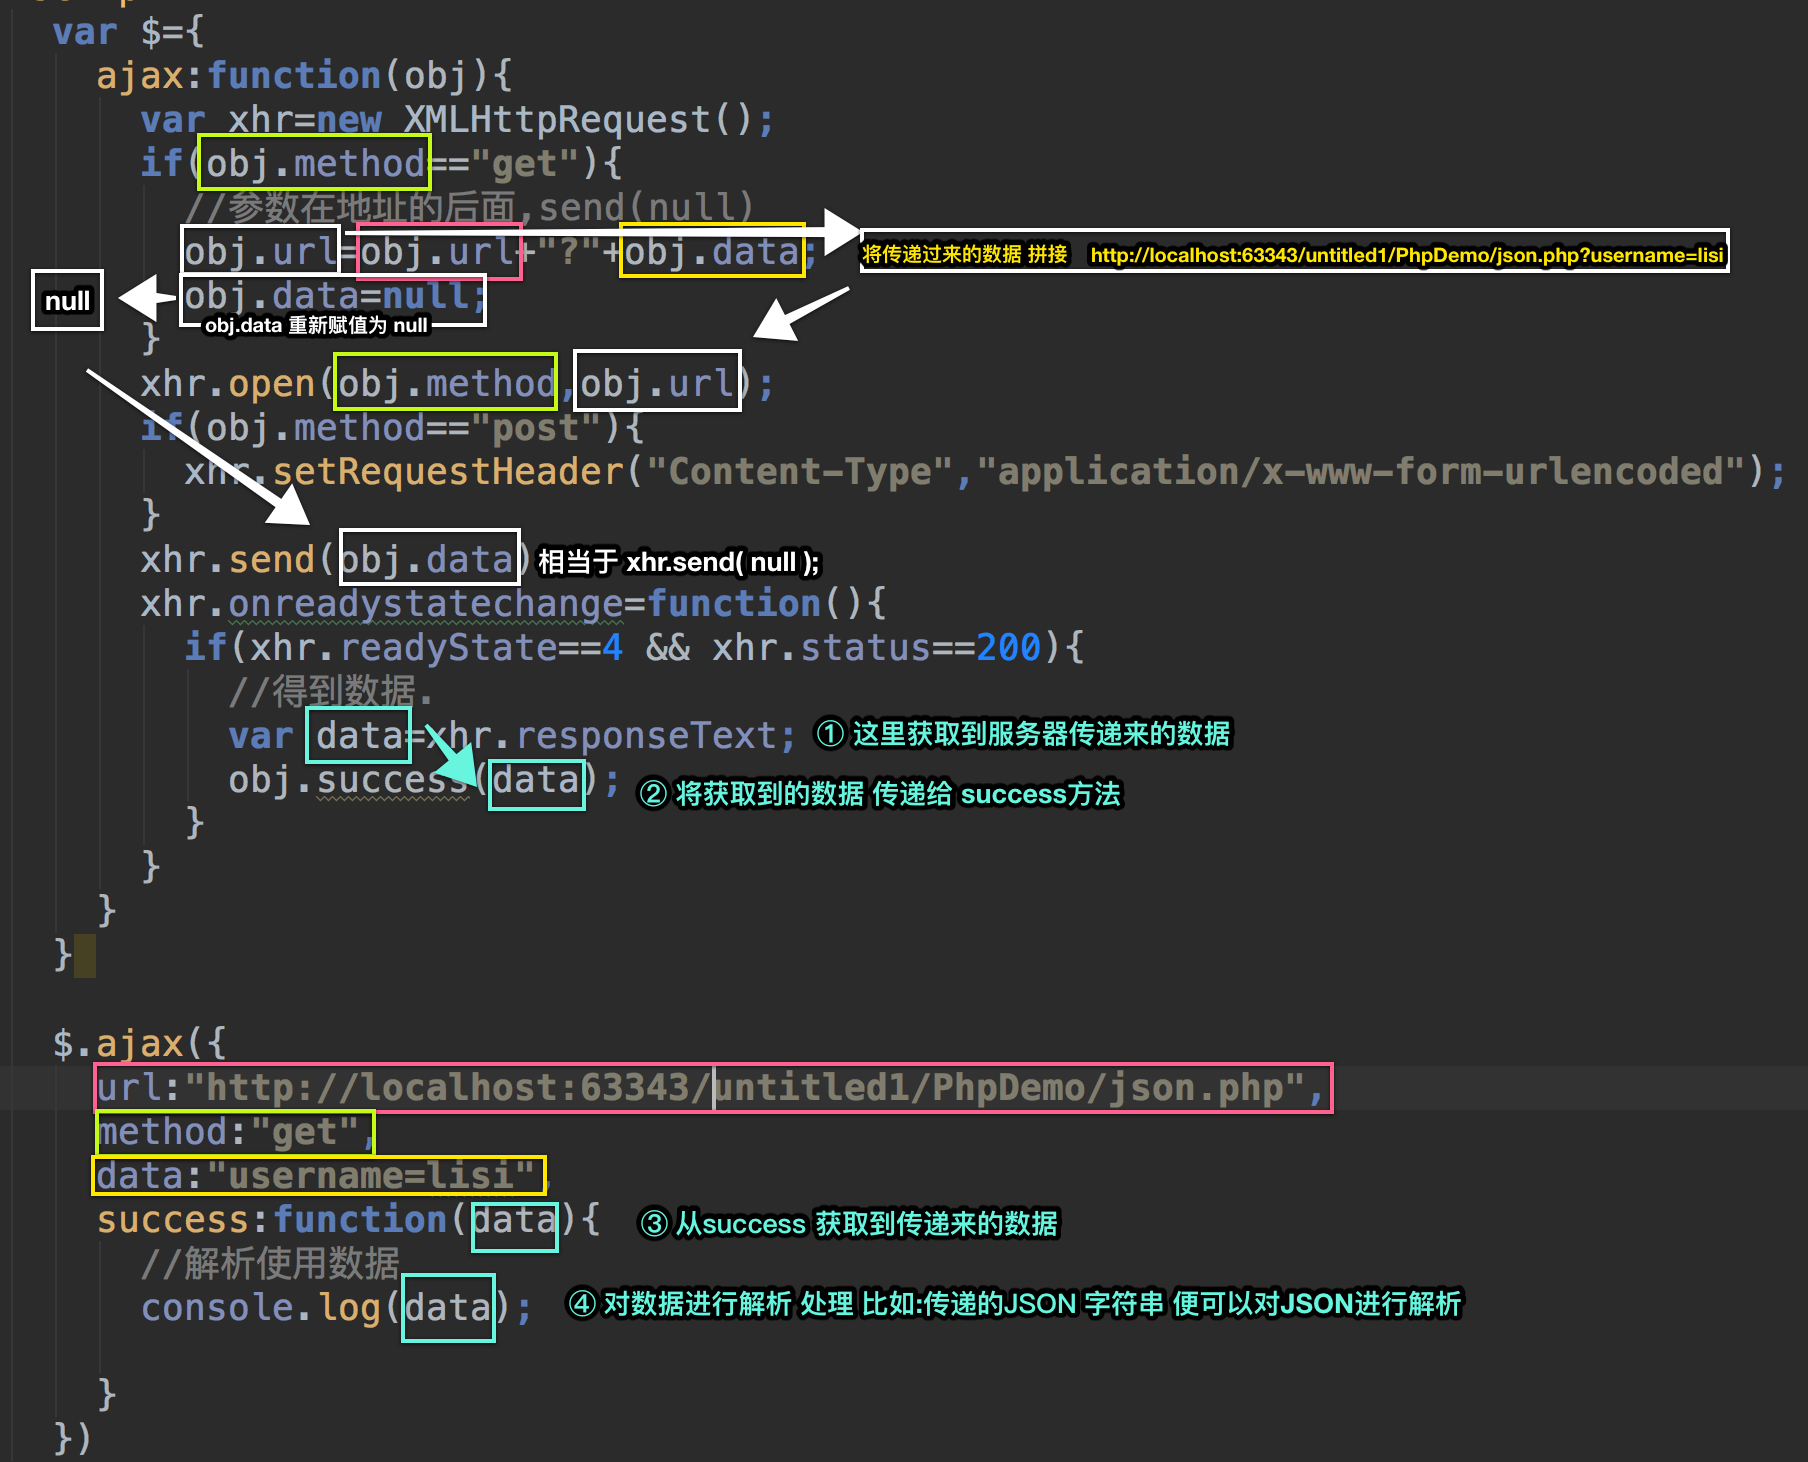 var $={
ajax:function(obj){
var xhr=new XMLHttpRequest();
if(obj.method=="get"){
//参数在地址的后面,send(null)
obj.url=obj.url+"?"+obj.data;
将传递过来的数据 拼接 http://localhost:63343/untitled1/PhpDemo/json.php?username=lisi
null
obj.data=null;
obj.data 重新赋值为 null
}
xhr.open(obj.method,obj.url);
if(obj.method=="post"){
xhr.setRequestHeader("Content-Type","application/x-www-form-urlencoded");
}
xhr.send(obj.data)
相当于 xhr.send( null );
xhr.onreadystatechange=function(){
if(xhr.readyState==4 && xhr.status==200){
//得到数据.
var data=xhr.responseText;
① 这里获取到服务器传递来的数据
obj.success(data);
② 将获取到的数据 传递给 success方法
}
}
}
}
$.ajax({
url:"http://localhost:63343/untitled1/PhpDemo/json.php",
method:"get",
data:"username=lisi",
success:function(data){
③ 从success 获取到传递来的数据
//解析使用数据
console.log(data);
④ 对数据进行解析 处理 比如:传递的JSON 字符串 便可以对JSON进行解析
}
})